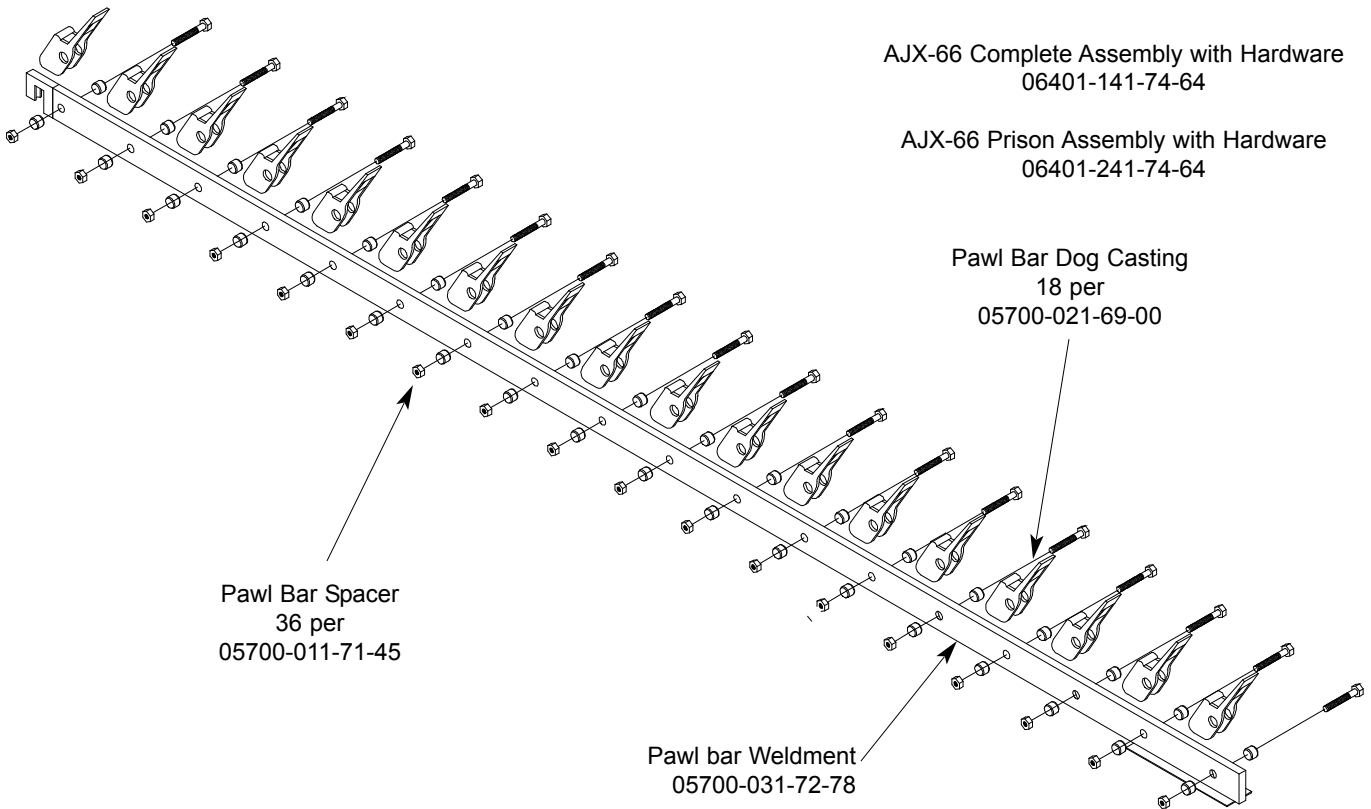 AJX-66 Complete Assembly with Hardware
06401-141-74-64
AJX-66 Prison Assembly with Hardware
06401-241-74-64
Pawl Bar Dog Casting
18 per
05700-021-69-00
Pawl Bar Spacer
36 per
05700-011-71-45
Pawl bar Weldment
05700-031-72-78